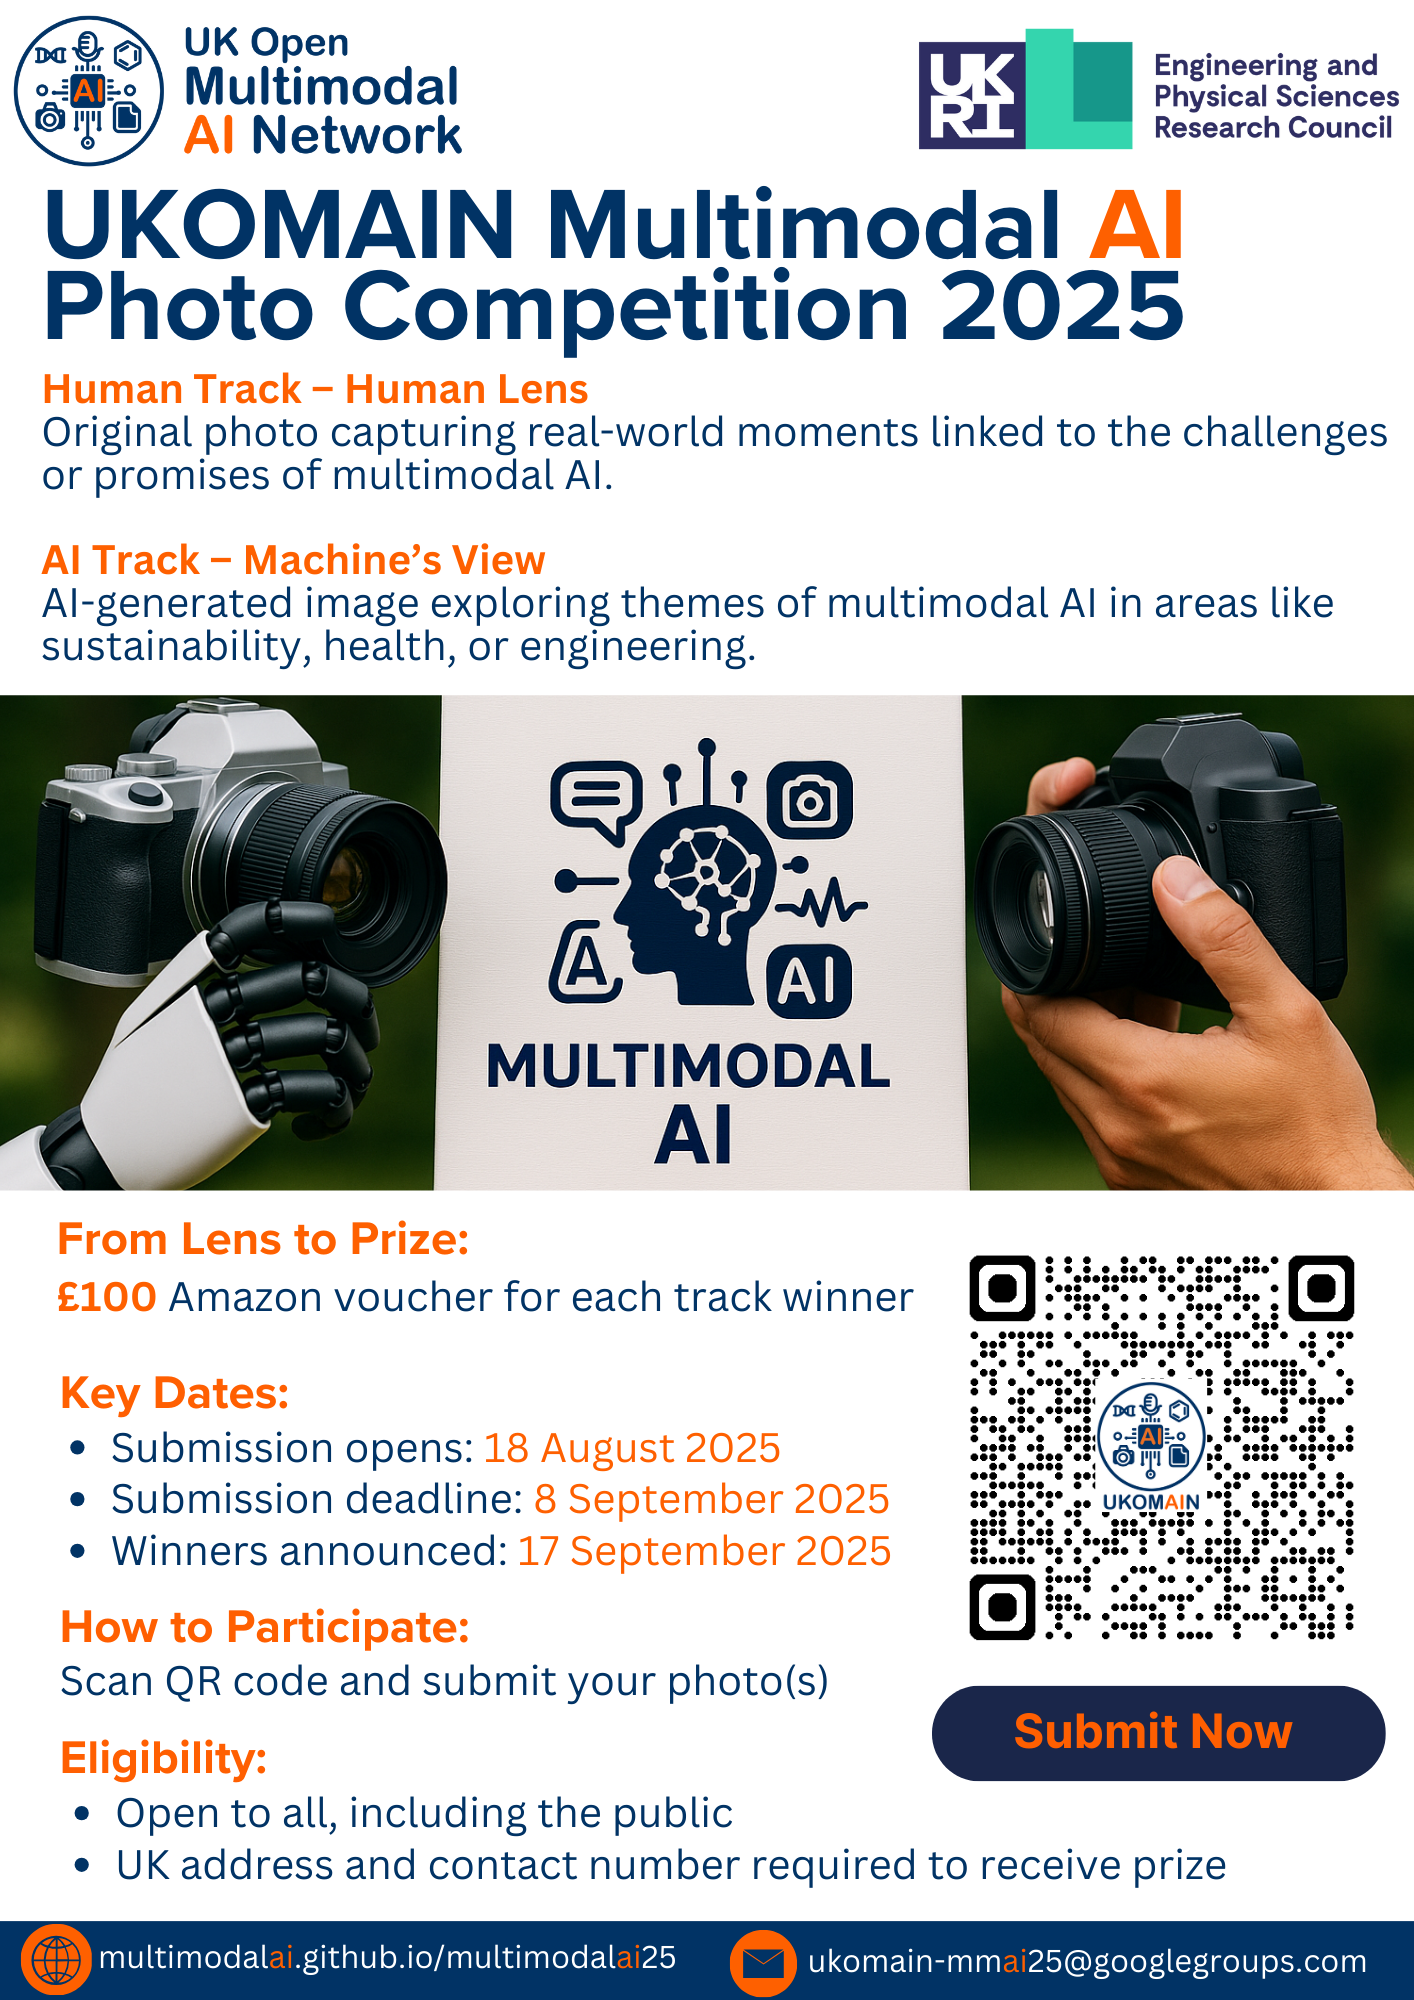 UK Open
Multimodal
AI Network
UK
RI
Engineering and
Physical Sciences
Research Council
UKOMAIN Multimodal AI
Photo Competition 2025
Human Track – Human Lens
Original photo capturing real-world moments linked to the challenges
or promises of multimodal AI.
AI Track – Machine’s View
AI-generated image exploring themes of multimodal AI in areas like
sustainability, health, or engineering.
A
AI
MULTIMODAL
AI
From Lens to Prize:
£100 Amazon voucher for each track winner
Key Dates:
• Submission opens: 18 August 2025
• Submission deadline: 8 September 2025
• Winners announced: 17 September 2025
AI
UKOMAIN
How to Participate:
Scan QR code and submit your photo(s)
Submit Now
Eligibility:
• Open to all, including the public
• UK address and contact number required to receive prize
multimodalai.github.io/multimodalai25
ukomain-mmai25@googlegroups.com